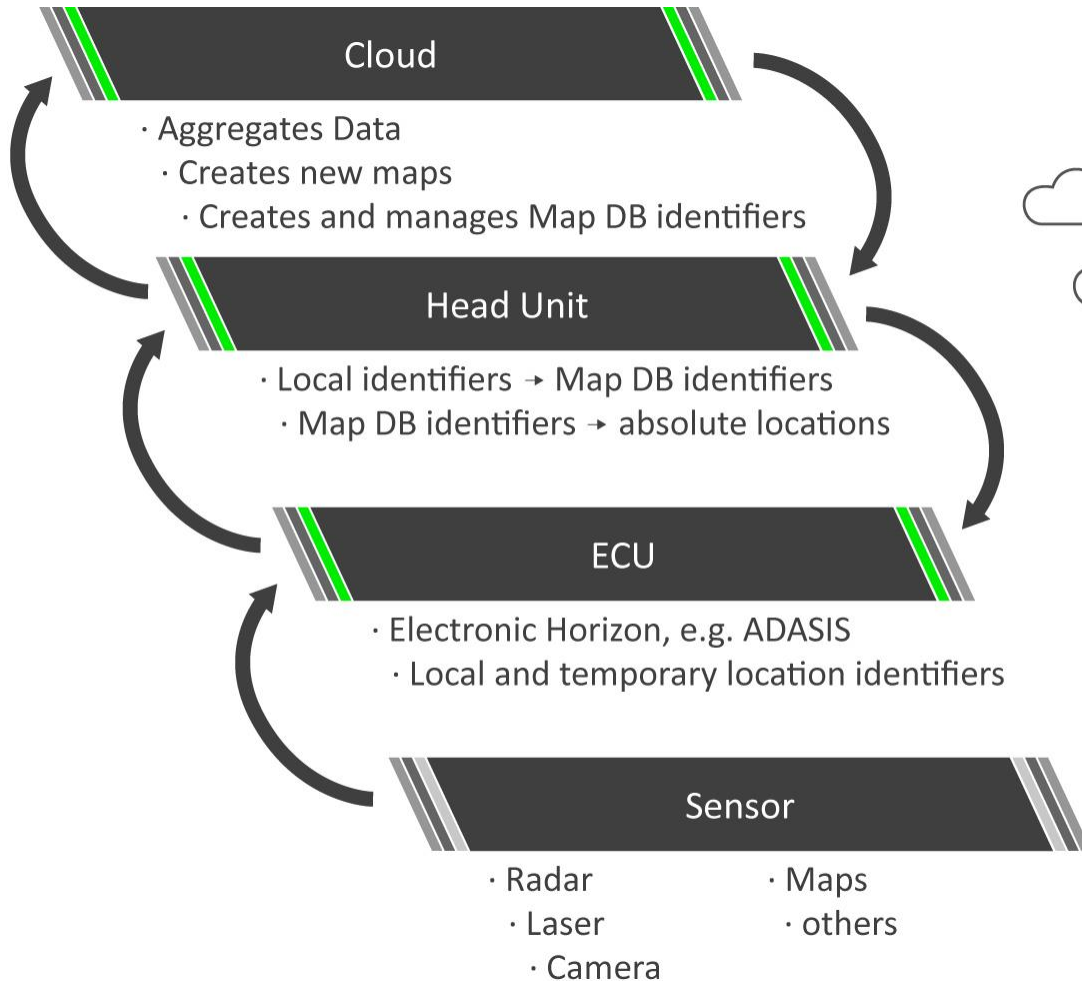 Cloud
· Aggregates Data
· Creates new maps
· Creates and manages Map DB identifiers
Head Unit
· Local identifiers → Map DB identifiers
· Map DB identifiers → absolute locations
ECU
· Electronic Horizon, e.g. ADASIS
· Local and temporary location identifiers
Sensor
· Radar
· Laser
· Camera
· Maps
· others